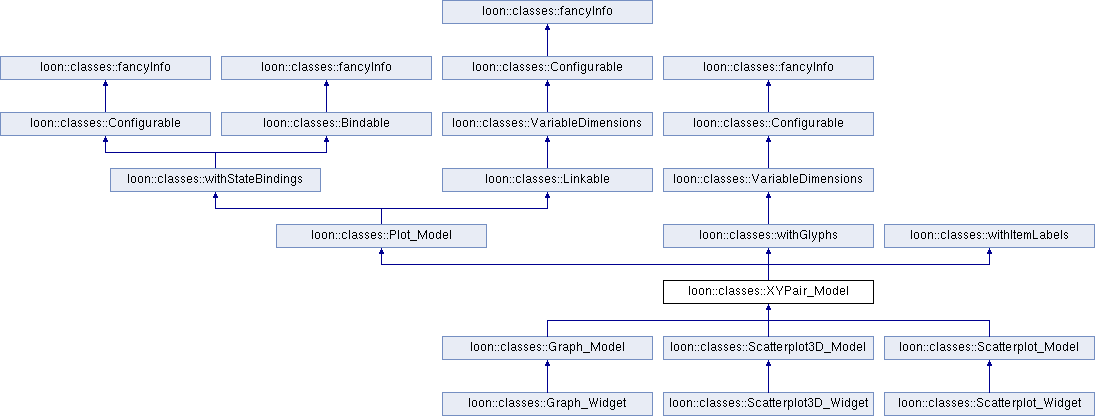 loon::classes::fancyInfo
loon::classes::fancyInfo loon::classes::fancyInfo loon::classes::Configurable loon::classes::fancyInfo
loon::classes::Configurable loon::classes::Bindable loon::classes::VariableDimensions loon::classes::Configurable
loon::classes::withStateBindings loon::classes::Linkable loon::classes::VariableDimensions
loon::classes::Plot_Model loon::classes::withGlyphs loon::classes::withItemLabels
loon::classes::XYPair_Model
loon::classes::Graph_Model loon::classes::Scatterplot3D_Model loon::classes::Scatterplot_Model
loon::classes::Graph_Widget loon::classes::Scatterplot3D_Widget loon::classes::Scatterplot_Widget